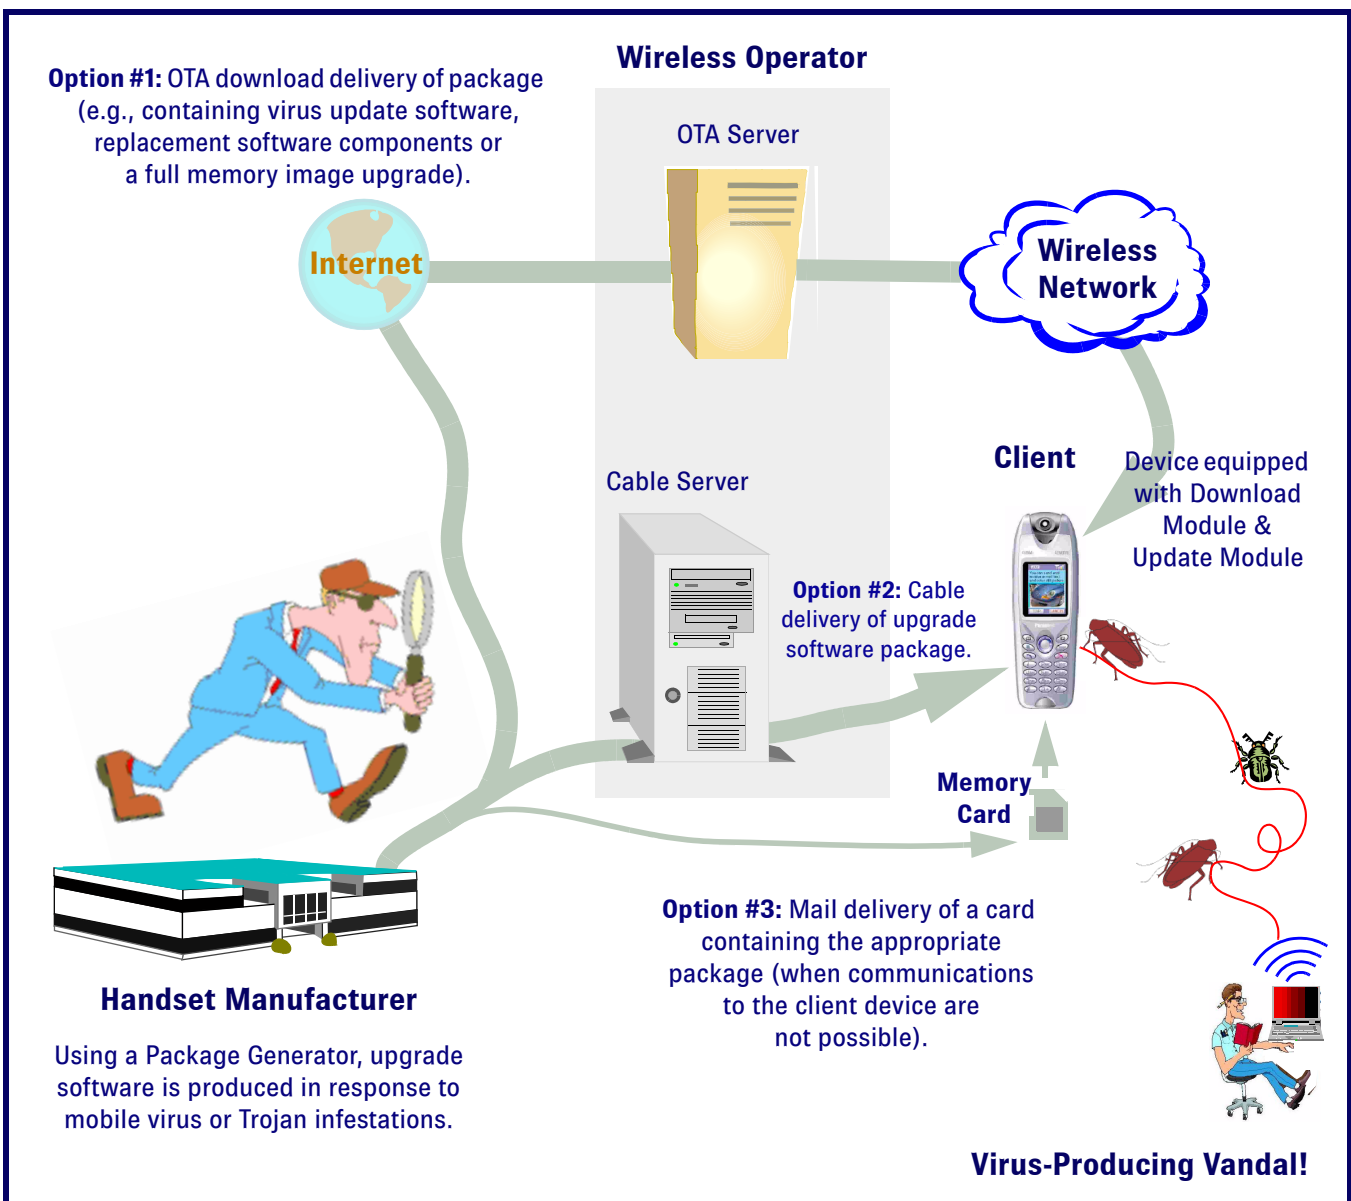 Wireless Operator
Option #1: OTA download delivery of package
(e.g., containing virus update software,
replacement software components or
a full memory image upgrade).
OTA Server
Internet
Wireless
Network
Client
Device equipped
with Download
Module &
Update Module
Cable Server
Option #2: Cable
delivery of upgrade
software package.
Memory
Card
Option #3: Mail delivery of a card
containing the appropriate
package (when communications
to the client device are
not possible).
Handset Manufacturer
Using a Package Generator, upgrade
software is produced in response to
mobile virus or Trojan infestations.
Virus-Producing Vandal!